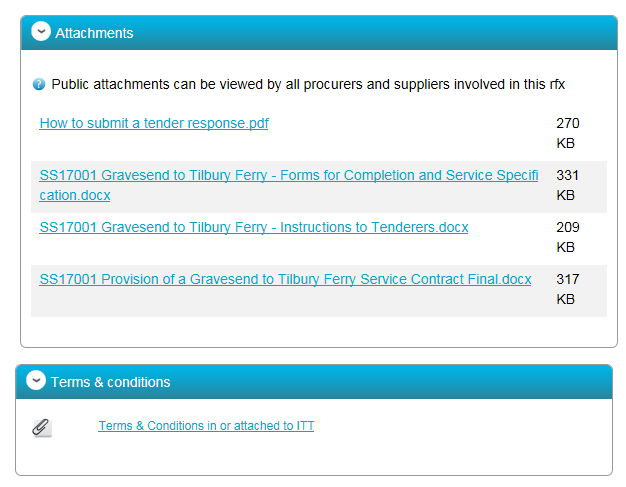 Attachments
Public attachments can be viewed by all procurers and suppliers involved in this rfx
How to submit a tender response.pdf 270
KB
SS17001 Gravesend to Tilbury Ferry - Forms for Completion and Service Specifi 331
cation.docx KB
SS17001 Gravesend to Tilbury Ferry - Instructions to Tenderers.docx 209
KB
SS17001 Provision of a Gravesend to Tilbury Ferry Service Contract Final.docx 317
KB
Terms & conditions
Terms & Conditions in or attached to ITT